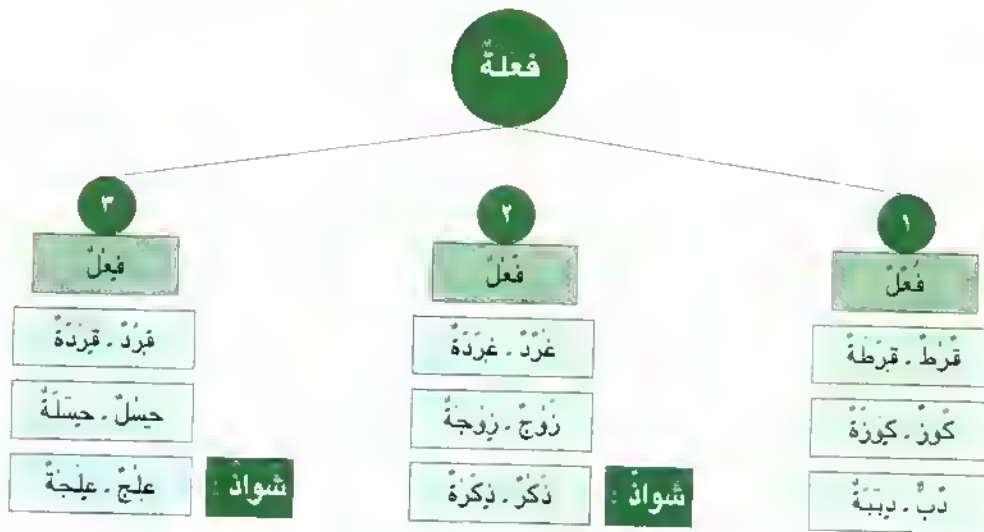 فِعَلَةٌ
١
فُعْلٌ
قُرْطٌ ـ قِرَطَةٌ
كُوزٌ ـ كِوَزَةٌ
دُبٌّ ـ دِبَبَةٌ
٢
فَعْلٌ
غَرْدٌ ـ غِرَدَةٌ
زَوْجٌ ـ زِوَجَةٌ
شواذّ :
ذَكَرٌ ـ ذِكَرَةٌ
٣
فِعْلٌ
قِرْدٌ ـ قِرَدَةٌ
حِسْلٌ ـ حِسَلَةٌ
شواذّ :
عِلْجٌ ـ عِلَجَةٌ